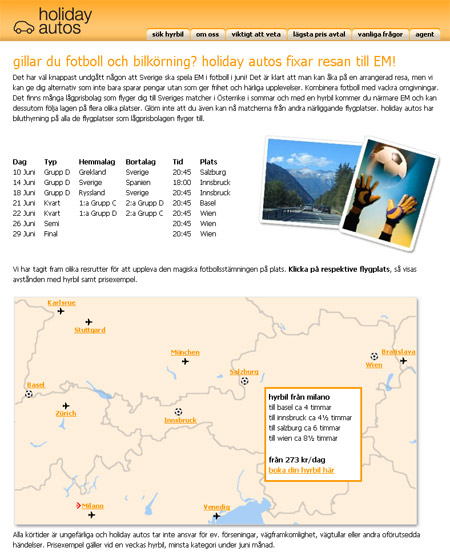 holiday
autos
sök hyrbil om oss viktigt att veta lägsta pris avtal vanliga frågor agent
gillar du fotboll och bilkörning? holiday autos fixar resan till EM!
Det har väl knappast undgått någon att Sverige ska spela EM i fotboll i juni! Det är klart att man kan åka på en arrangerad resa, men vi
kan ge dig alternativ som inte bara sparar pengar utan som ger frihet och härliga upplevelser. Kombinera fotboll med vackra omgivningar.
Det finns många lågprisbolag som flyger dig till Sveriges matcher i Österrike i sommar och med en hyrbil kommer du närmare EM och kan
dessutom följa lagen på flera olika platser. Glöm inte att du även kan nå matcherna från andra närliggande flygplatser. holiday autos har
biluthyrning på alla de flygplatser som lågprisbolagen flyger till.
Dag Typ Hemmalag Bortalag Tid Plats
10 Juni Grupp D Grekland Sverige 20:45 Salzburg
14 Juni Grupp D Sverige Spanien 18:00 Innsbruck
18 Juni Grupp D Ryssland Sverige 20:45 Innsbruck
21 Juni Kvart 1:a Grupp C 2:a Grupp D 20:45 Basel
22 Juni Kvart 1:a Grupp D 2:a Grupp C 20:45 Wien
26 Juni Semi 20:45 Wien
29 Juni Final 20:45 Wien
Vi har tagit fram olika resrutter för att uppleva den magiska fotbollsstämningen på plats. Klicka på respektive flygplats, så visas
avstånden med hyrbil samt prisexempel.
Karlsruhe
Stuttgard
München
Bratislava
Wien
Salzburg
Basel
Zürich
Innsbruck
hyrbil från milano
till basel ca 4 timmar
till innsbruck ca 4½ timmar
till salzburg ca 6 timmar
till wien ca 8½ timmar
från 273 kr/dag
boka din hyrbil här
Milano
Venedig
Alla körtider är ungefärliga och holiday autos tar inte ansvar för ev. förseningar, vägframkomlighet, vägtullar eller andra oförutsedda
händelser. Prisexempel gäller vid en veckas hyrbil, minsta kategori under juni månad.